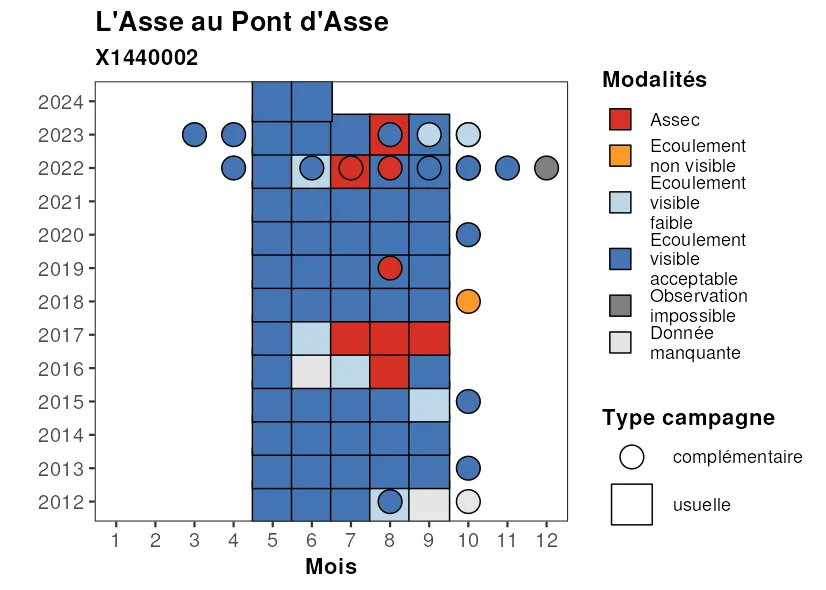 L'Asse au Pont d'Asse
X1440002
2024
2023
2022
2021
2020
2019
2018
2017
2016
2015
2014
2013
2012
1 2 3 4 5 6 7 8 9 10 11 12
Mois
Modalités
Assec
Ecoulement
non visible
Ecoulement
visible
faible
Ecoulement
visible
acceptable
Observation
impossible
Donnée
manquante
Type campagne
complémentaire
usuelle